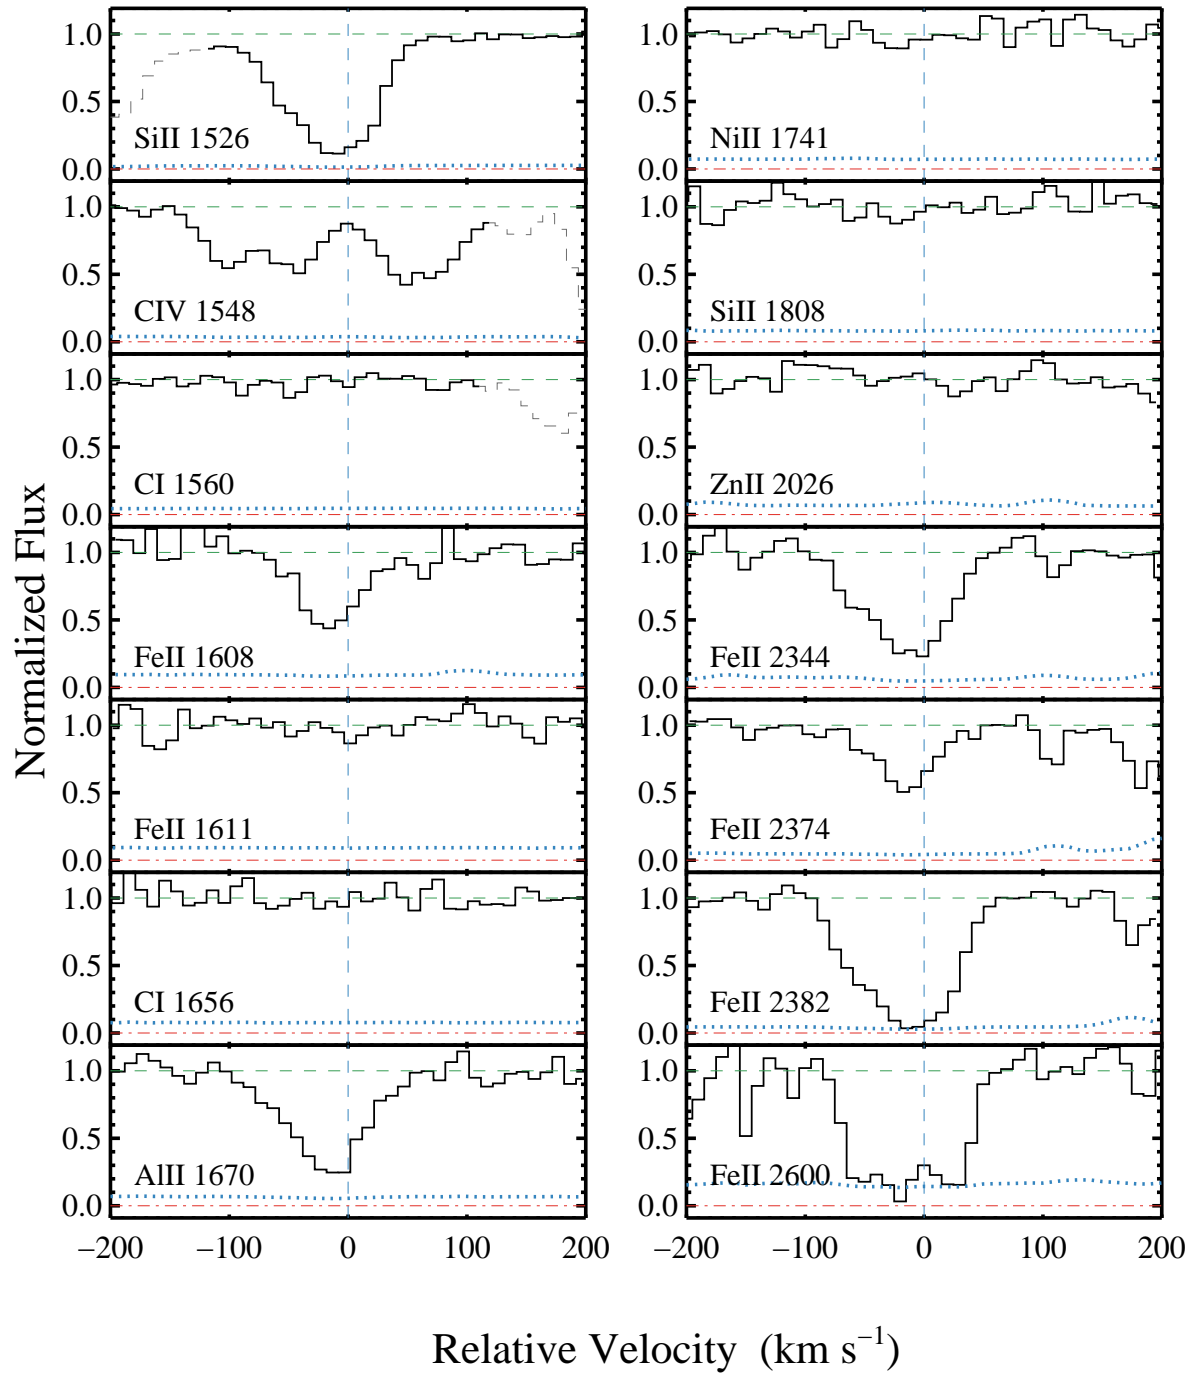 Normalized Flux
1.0
0.5
0.0
SiII 1526
1.0
0.5
0.0
CIV 1548
1.0
0.5
0.0
CI 1560
1.0
0.5
0.0
FeII 1608
1.0
0.5
0.0
FeII 1611
1.0
0.5
0.0
CI 1656
1.0
0.5
0.0
AlII 1670
−200 −100 0 100 200
1.0
0.5
0.0
NiII 1741
1.0
0.5
0.0
SiII 1808
1.0
0.5
0.0
ZnII 2026
1.0
0.5
0.0
FeII 2344
1.0
0.5
0.0
FeII 2374
1.0
0.5
0.0
FeII 2382
1.0
0.5
0.0
FeII 2600
−200 −100 0 100 200
Relative Velocity (km s⁻¹)